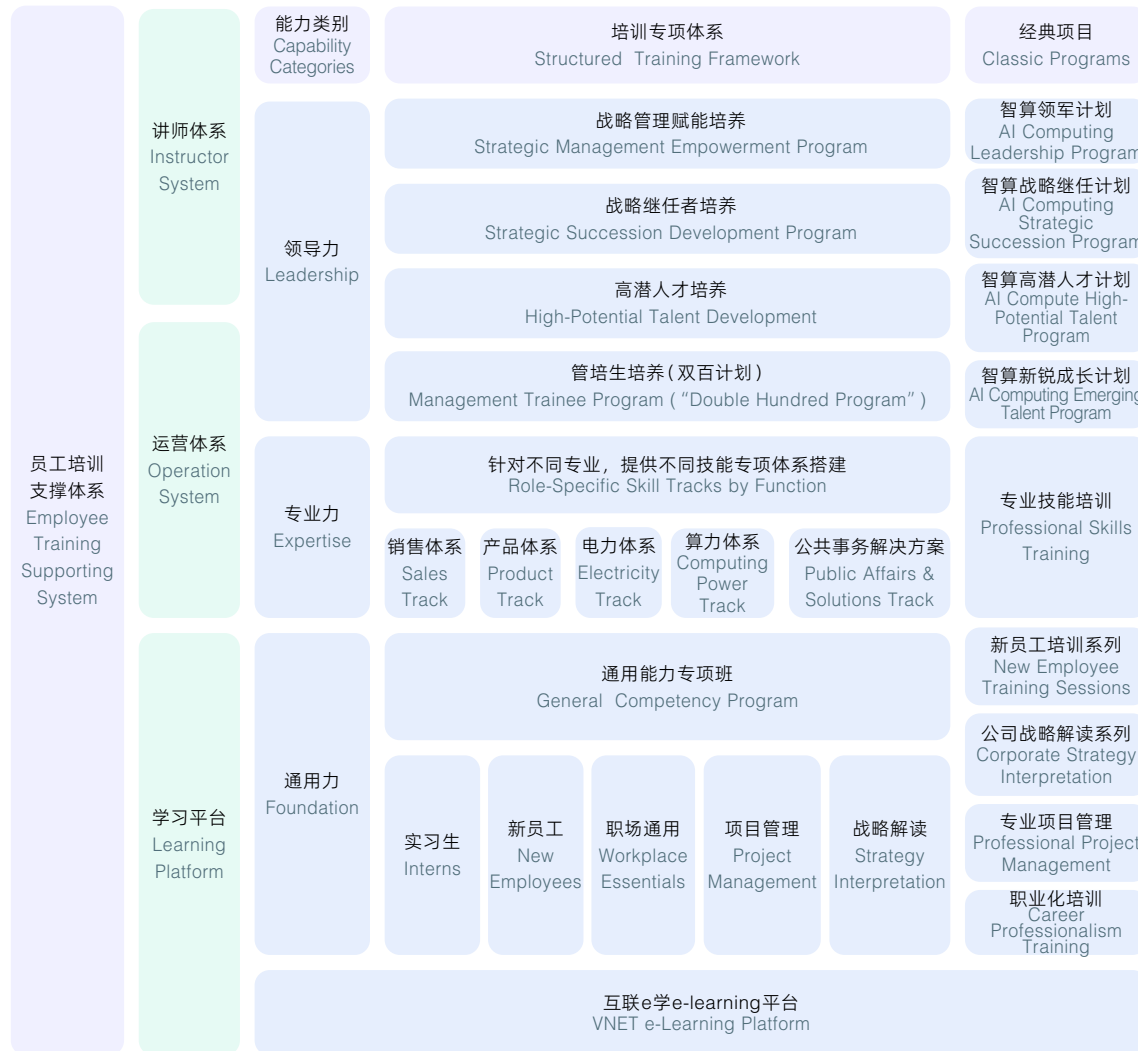 员工培训
支撑体系
Employee
Training
Supporting
System
讲师体系
Instructor
System
运营体系
Operation
System
学习平台
Learning
Platform
能力类别
Capability
Categories
培训专项体系
Structured Training Framework
经典项目
Classic Programs
领导力
Leadership
战略管理赋能培养
Strategic Management Empowerment Program
战略继任者培养
Strategic Succession Development Program
高潜人才培养
High-Potential Talent Development
管培生培养(双百计划)
Management Trainee Program ( “Double Hundred Program” )
智算领军计划
AI Computing
Leadership Program
智算战略继任计划
AI Computing
Strategic
Succession Program
智算高潜人才计划
AI Compute High-
Potential Talent
Program
智算新锐成长计划
AI Computing Emerging
Talent Program
专业力
Expertise
针对不同专业，提供不同技能专项体系搭建
Role-Specific Skill Tracks by Function
销售体系
Sales
Track
产品体系
Product
Track
电力体系
Electricity
Track
算力体系
Computing
Power
Track
公共事务解决方案
Public Affairs &
Solutions Track
专业技能培训
Professional Skills
Training
通用力
Foundation
通用能力专项班
General Competency Program
实习生
Interns
新员工
New
Employees
职场通用
Workplace
Essentials
项目管理
Project
Management
战略解读
Strategy
Interpretation
新员工培训系列
New Employee
Training Sessions
公司战略解读系列
Corporate Strategy
Interpretation
专业项目管理
Professional Project
Management
职业化培训
Career
Professionalism
Training
互联e学e-learning平台
VNET e-Learning Platform